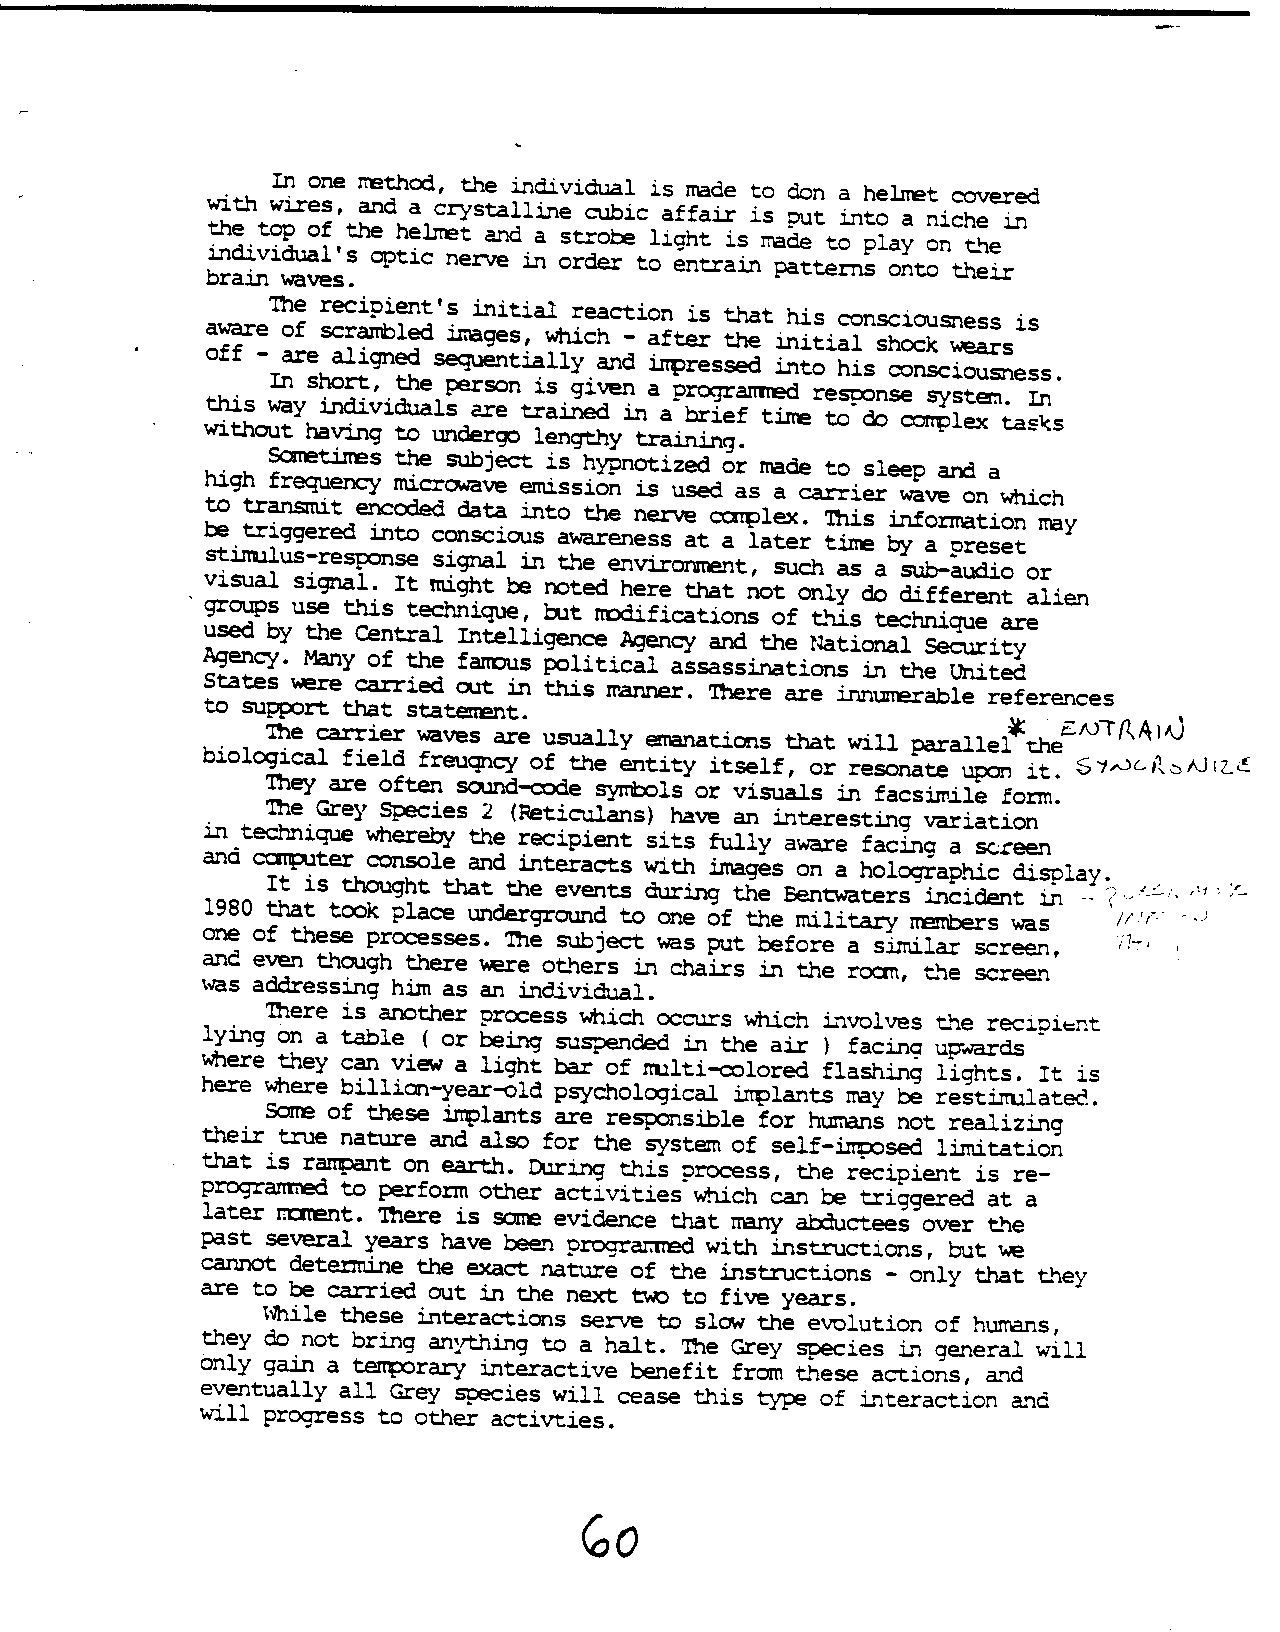 In one method, the individual is made to don a helmet covered
with wires, and a crystalline cubic affair is put into a niche in
the top of the helmet and a strobe light is made to play on the
individual's optic nerve in order to entrain patterns onto their
brain waves.
The recipient's initial reaction is that his consciousness is
aware of scrambled images, which - after the initial shock wears
off - are aligned sequentially and impressed into his consciousness.
In short, the person is given a programmed response system. In
this way individuals are trained in a brief time to do complex tasks
without having to undergo lengthy training.
Sometimes the subject is hypnotized or made to sleep and a
high frequency microwave emission is used as a carrier wave on which
to transmit encoded data into the nerve complex. This information may
be triggered into conscious awareness at a later time by a preset
stimulus-response signal in the environment, such as a sub-audio or
visual signal. It might be noted here that not only do different alien
groups use this technique, but modifications of this technique are
used by the Central Intelligence Agency and the National Security
Agency. Many of the famous political assassinations in the United
States were carried out in this manner. There are innumerable references
to support that statement.
The carrier waves are usually emanations that will parallel * the ENTRAIN
biological field freuqncy of the entity itself, or resonate upon it. SYNCRONIZE
They are often sound-code symbols or visuals in facsimile form.
The Grey Species 2 (Reticulans) have an interesting variation
in technique whereby the recipient sits fully aware facing a screen
and computer console and interacts with images on a holographic display.
It is thought that the events during the Bentwaters incident in
1980 that took place underground to one of the military members was
one of these processes. The subject was put before a similar screen,
and even though there were others in chairs in the room, the screen
was addressing him as an individual.
There is another process which occurs which involves the recipient
lying on a table ( or being suspended in the air ) facing upwards
where they can view a light bar of multi-colored flashing lights. It is
here where billion-year-old psychological implants may be restimulated.
Some of these implants are responsible for humans not realizing
their true nature and also for the system of self-imposed limitation
that is rampant on earth. During this process, the recipient is re-
programmed to perform other activities which can be triggered at a
later moment. There is some evidence that many abductees over the
past several years have been programmed with instructions, but we
cannot determine the exact nature of the instructions - only that they
are to be carried out in the next two to five years.
While these interactions serve to slow the evolution of humans,
they do not bring anything to a halt. The Grey species in general will
only gain a temporary interactive benefit from these actions, and
eventually all Grey species will cease this type of interaction and
will progress to other activties.
60